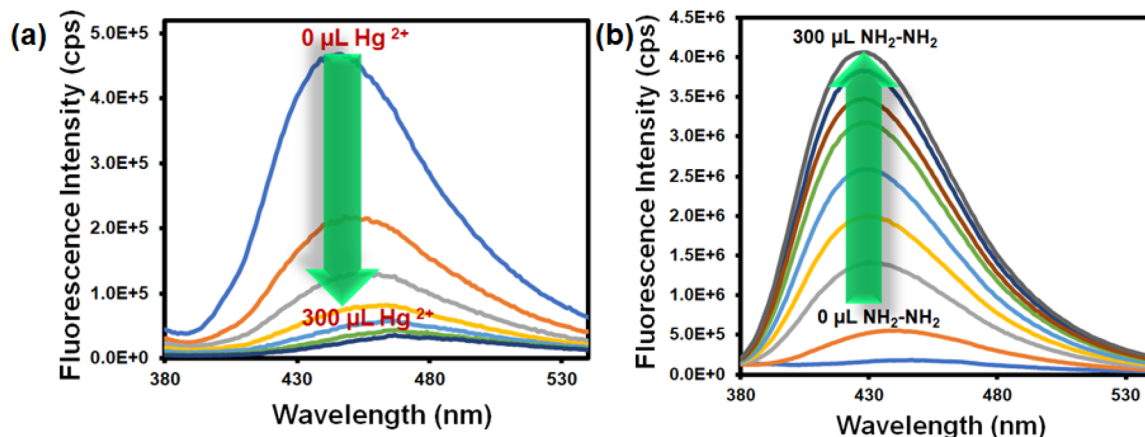 (a)
Fluorescence Intensity (cps)
5.0E+5
4.0E+5
3.0E+5
2.0E+5
1.0E+5
0.0E+0
0 µL Hg ²⁺
300 µL Hg ²⁺
380
430
480
530
Wavelength (nm)
(b)
Fluorescence Intensity (cps)
4.5E+6
4.0E+6
3.5E+6
3.0E+6
2.5E+6
2.0E+6
1.5E+6
1.0E+6
5.0E+5
0.0E+0
300 µL NH₂-NH₂
0 µL NH₂-NH₂
380
430
480
530
Wavelength (nm)